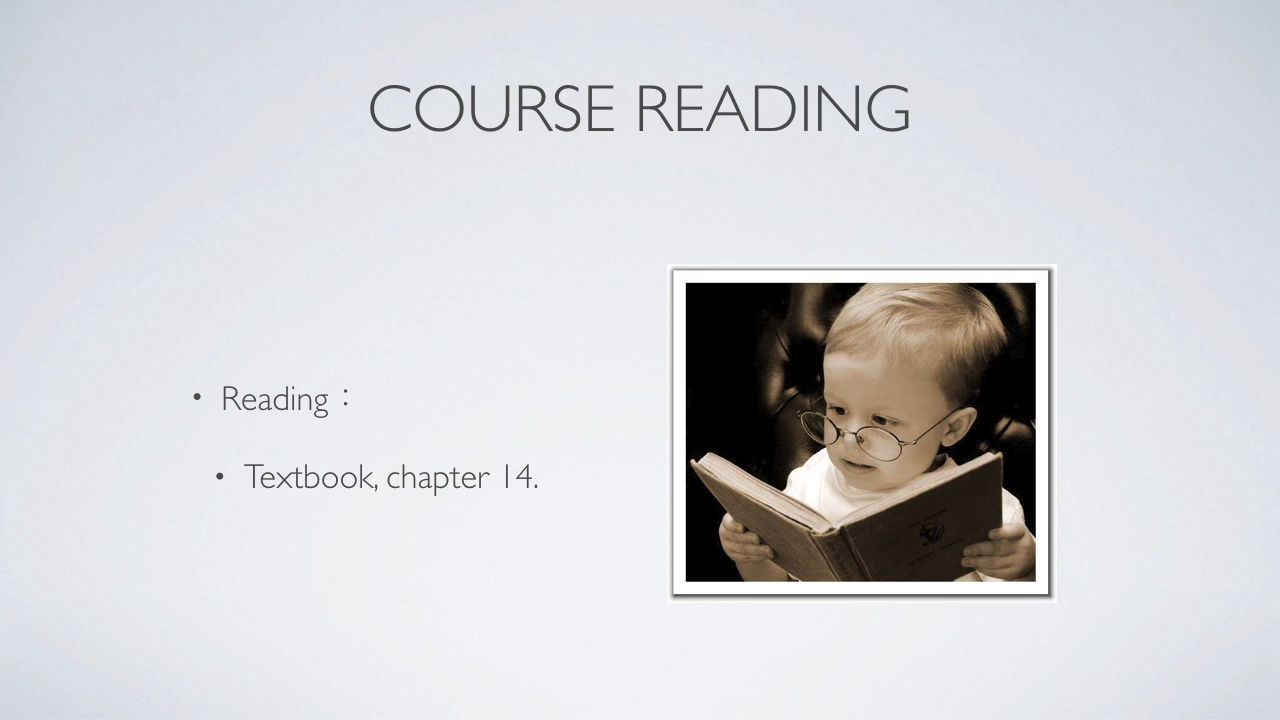 COURSE READING
• Reading：
• Textbook, chapter 14.